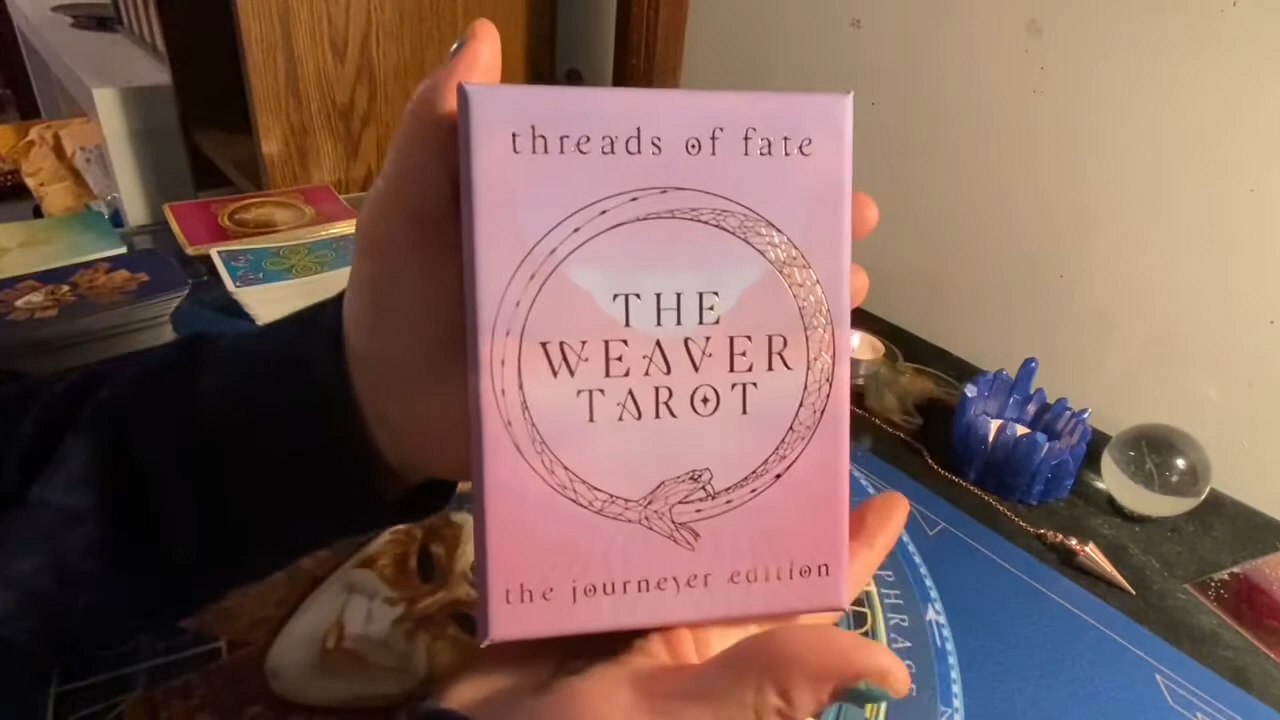 threads of fate
THE
WEAVER
TAROT
the journeyer edition